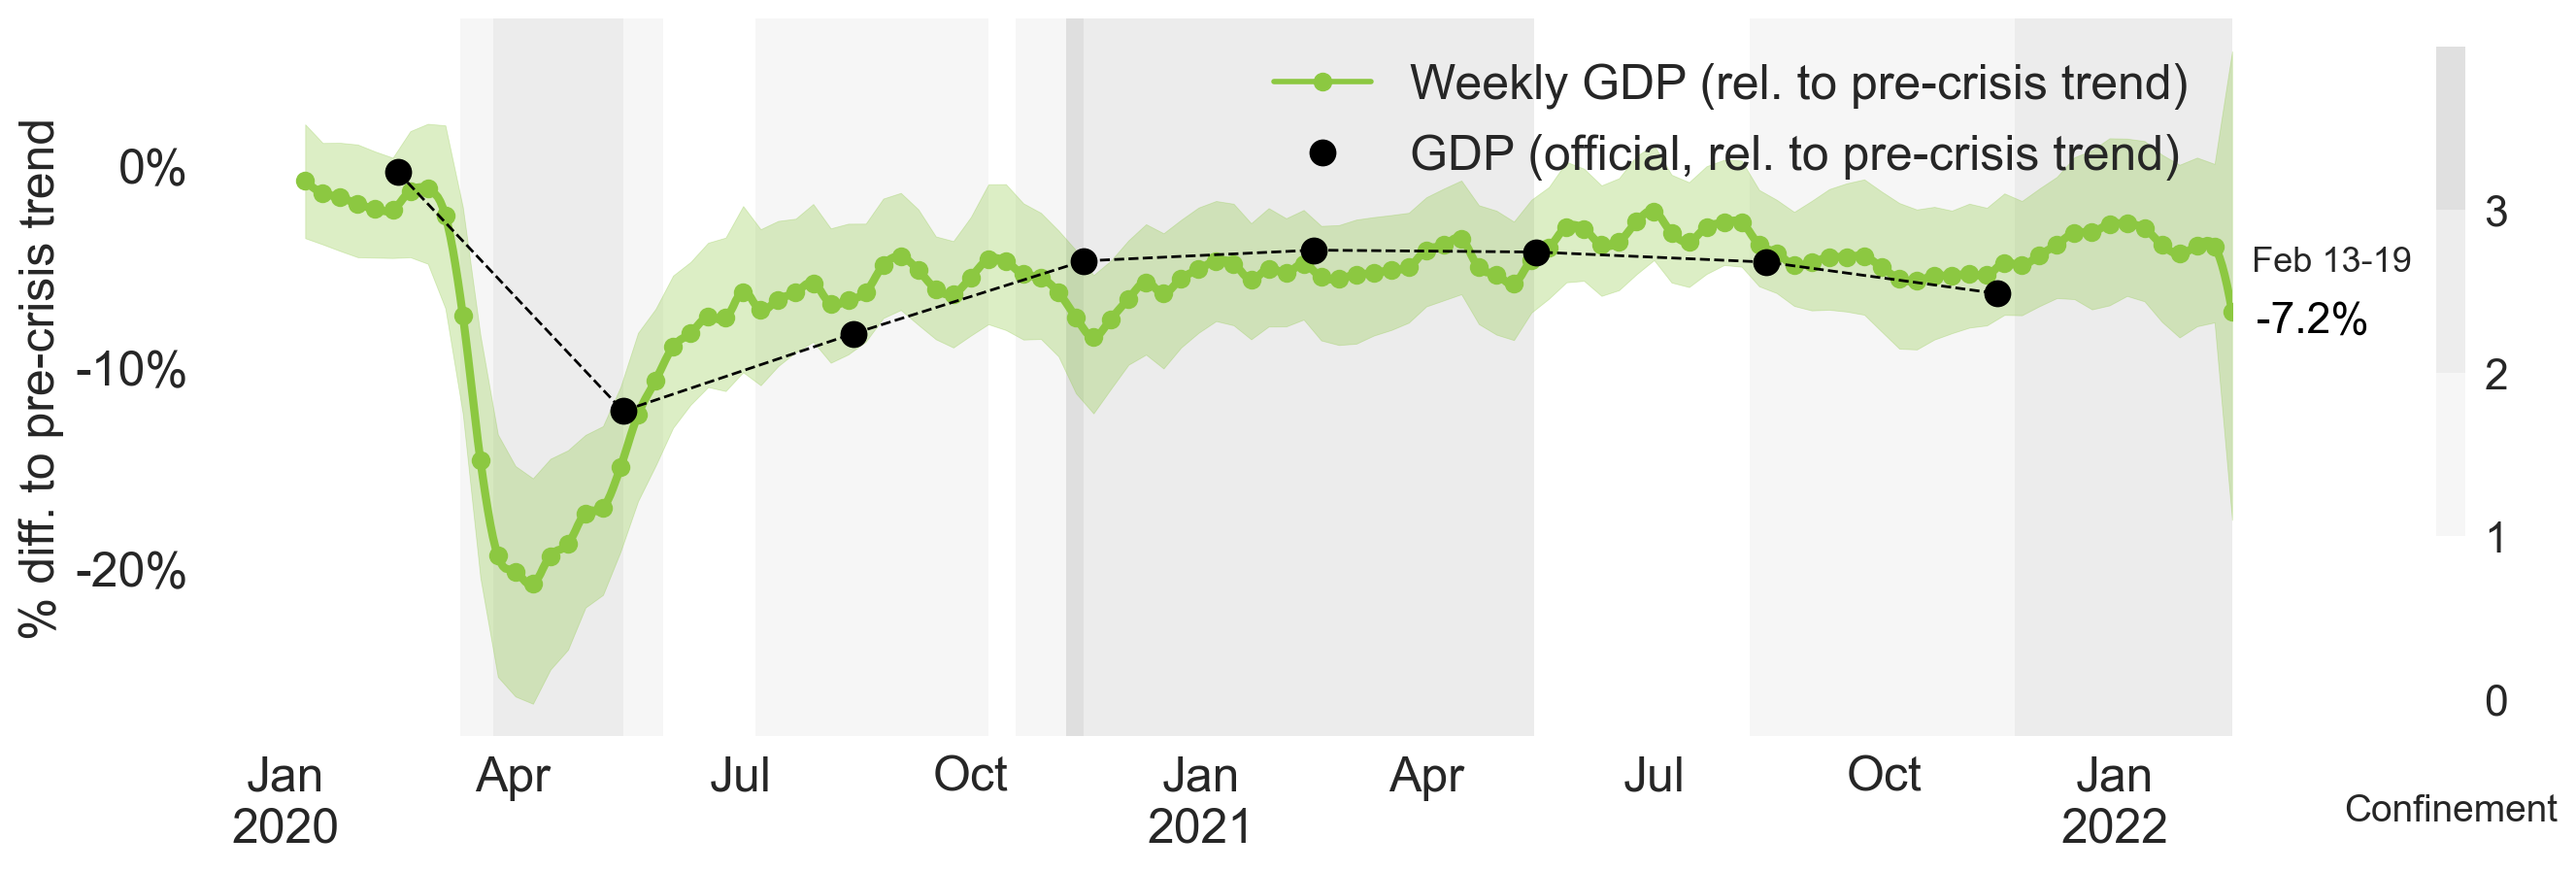 Weekly GDP (rel. to pre-crisis trend)
GDP (official, rel. to pre-crisis trend)
% diff. to pre-crisis trend
0%
-10%
-20%
Feb 13-19
-7.2%
3
2
1
0
Jan Apr Jul Oct Jan Apr Jul Oct Jan
2020 2021 2022
Confinement